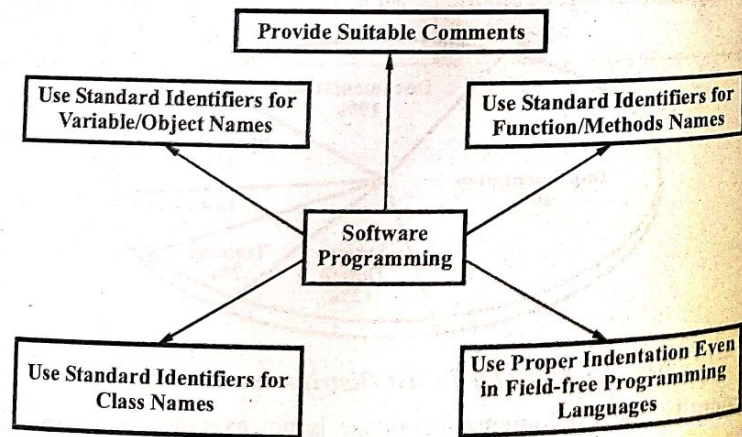 Provide Suitable Comments
Use Standard Identifiers for
Variable/Object Names
Use Standard Identifiers for
Function/Methods Names
Software
Programming
Use Standard Identifiers for
Class Names
Use Proper Indentation Even
in Field-free Programming
Languages